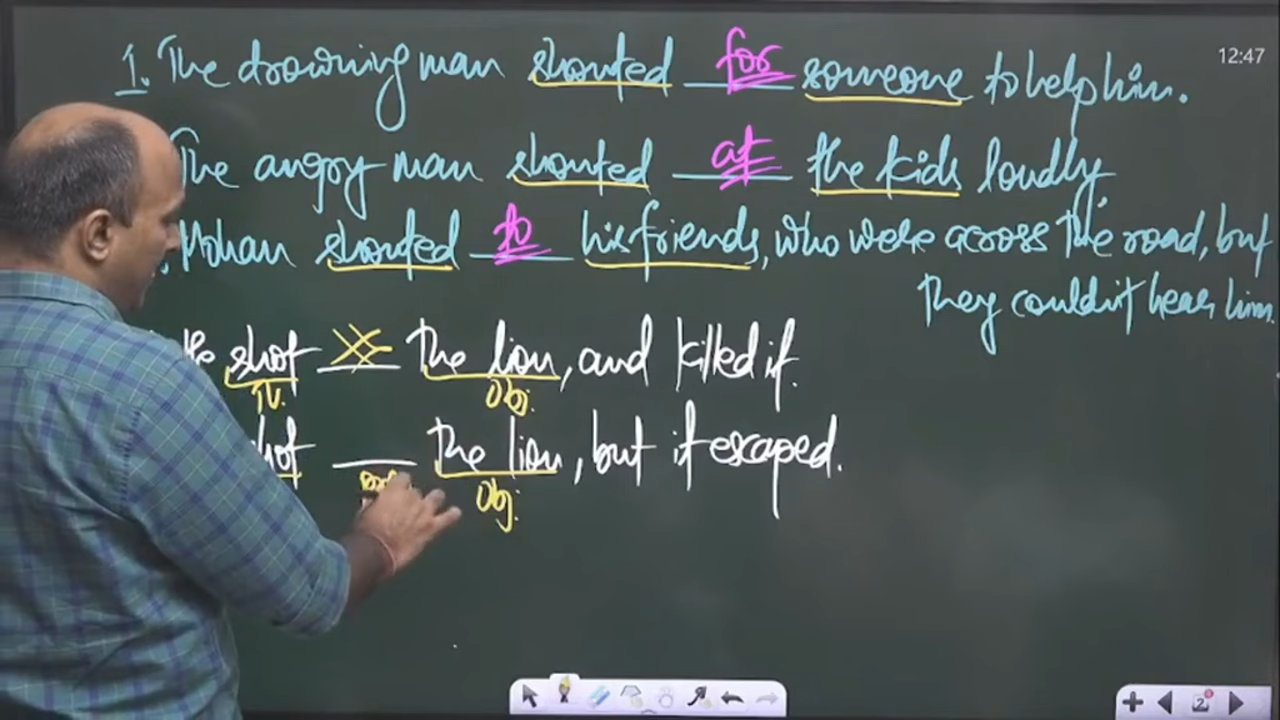 12:47
1. The drowning man shouted for someone to help him.
The angry man shouted at the kids loudly.
Mohan shouted to his friends, who were across the road, but
they couldn't hear him.
shot the lion, and killed it.
T.V. Obj.
the lion, but it escaped.
Obj.
2